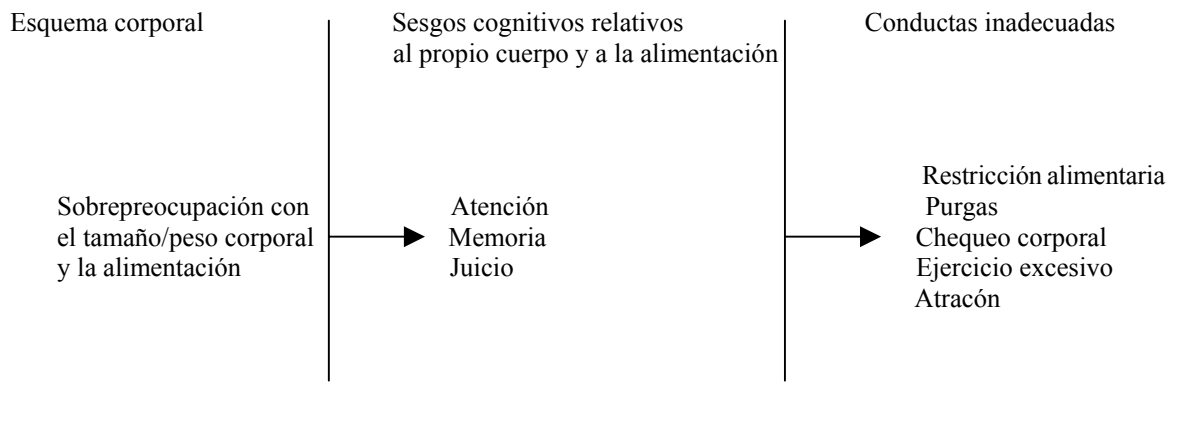 Esquema corporal
Sesgos cognitivos relativos
al propio cuerpo y a la alimentación
Conductas inadecuadas
Sobrepreocupación con
el tamaño/peso corporal
y la alimentación
Atención
Memoria
Juicio
Restricción alimentaria
Purgas
Chequeo corporal
Ejercicio excesivo
Atracón